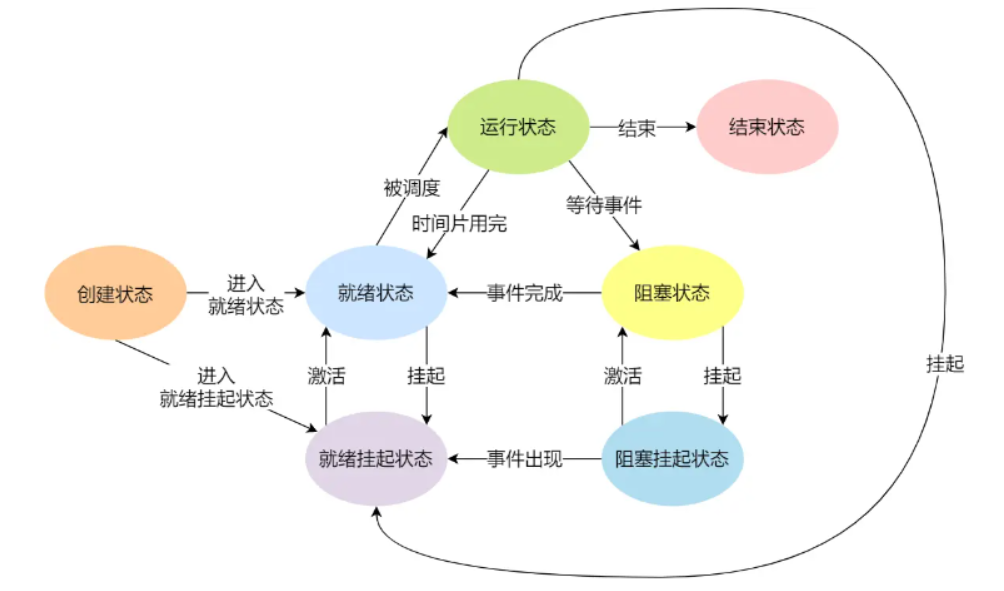 运行状态
结束
结束状态
被调度
时间片用完
等待事件
创建状态
进入
就绪状态
就绪状态
事件完成
阻塞状态
进入
就绪挂起状态
激活
挂起
激活
挂起
挂起
就绪挂起状态
事件出现
阻塞挂起状态